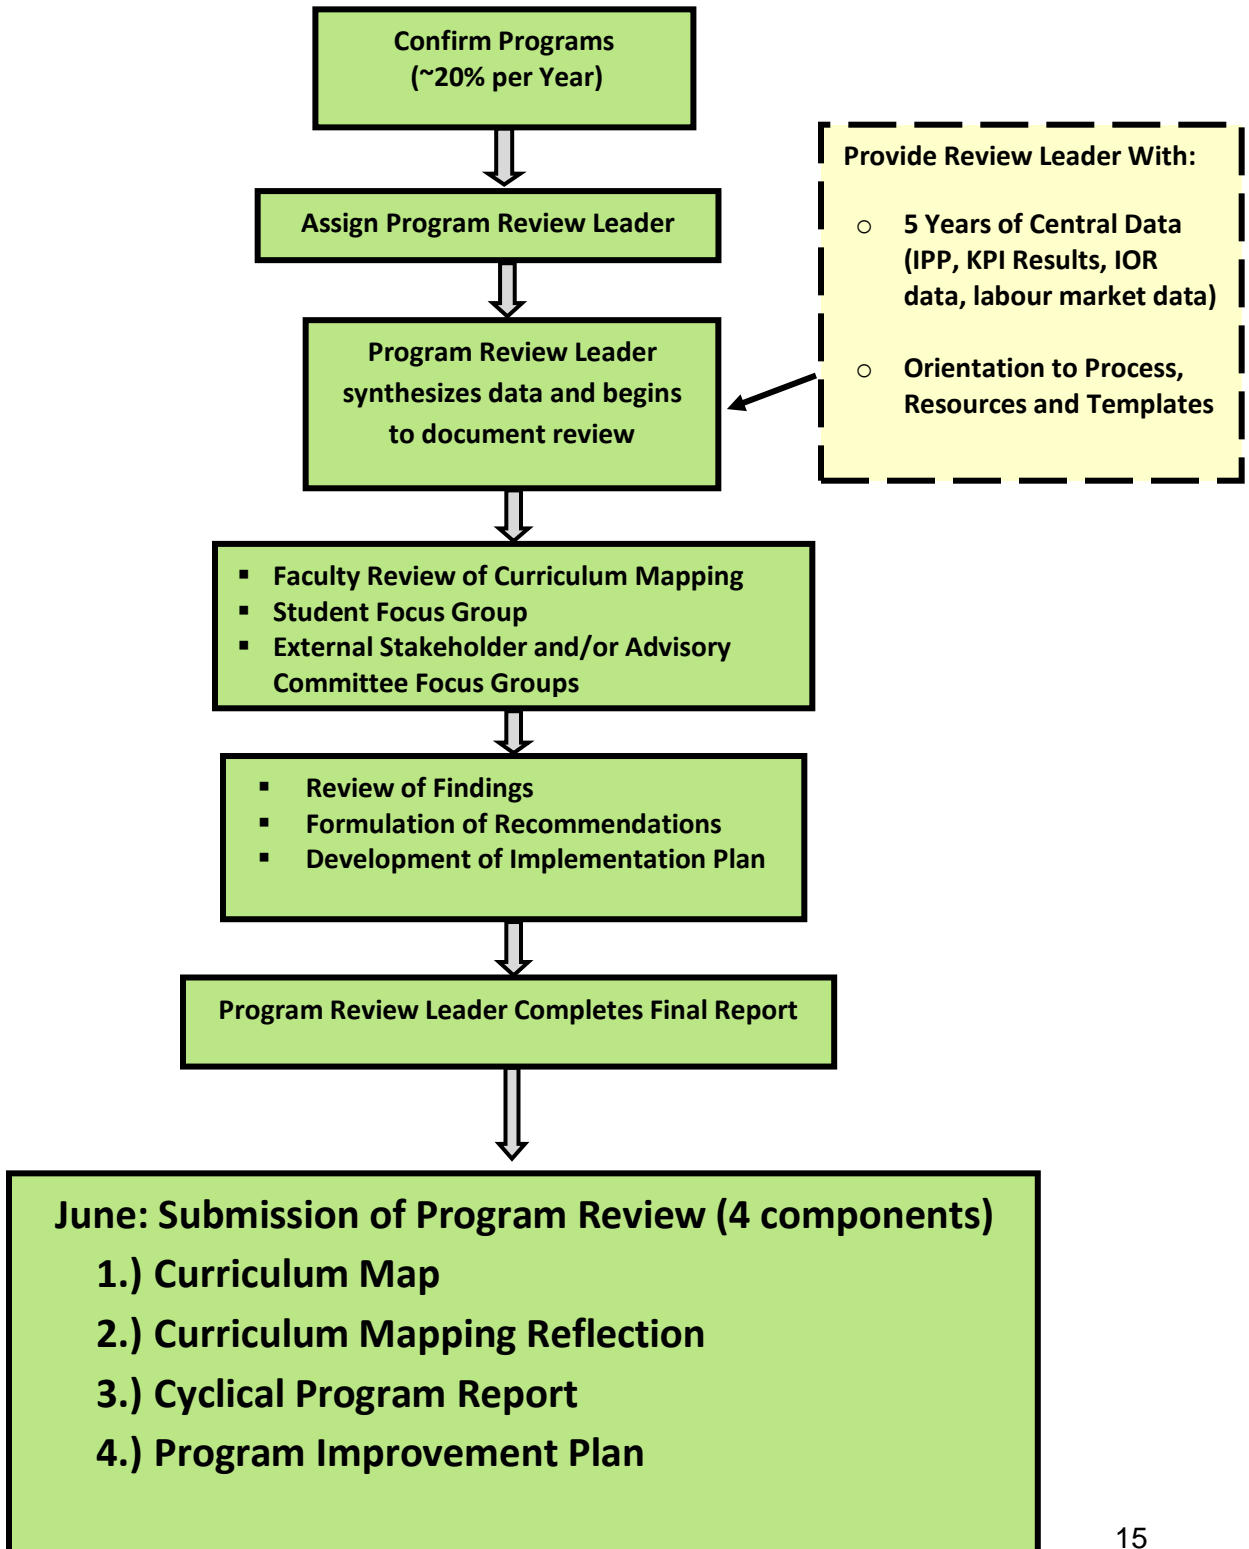 Confirm Programs
(~20% per Year)
Assign Program Review Leader
Provide Review Leader With:
o 5 Years of Central Data
(IPP, KPI Results, IOR
data, labour market data)
o Orientation to Process,
Resources and Templates
Program Review Leader
synthesizes data and begins
to document review
▪ Faculty Review of Curriculum Mapping
▪ Student Focus Group
▪ External Stakeholder and/or Advisory
Committee Focus Groups
▪ Review of Findings
▪ Formulation of Recommendations
▪ Development of Implementation Plan
Program Review Leader Completes Final Report
June: Submission of Program Review (4 components)
1.) Curriculum Map
2.) Curriculum Mapping Reflection
3.) Cyclical Program Report
4.) Program Improvement Plan
15